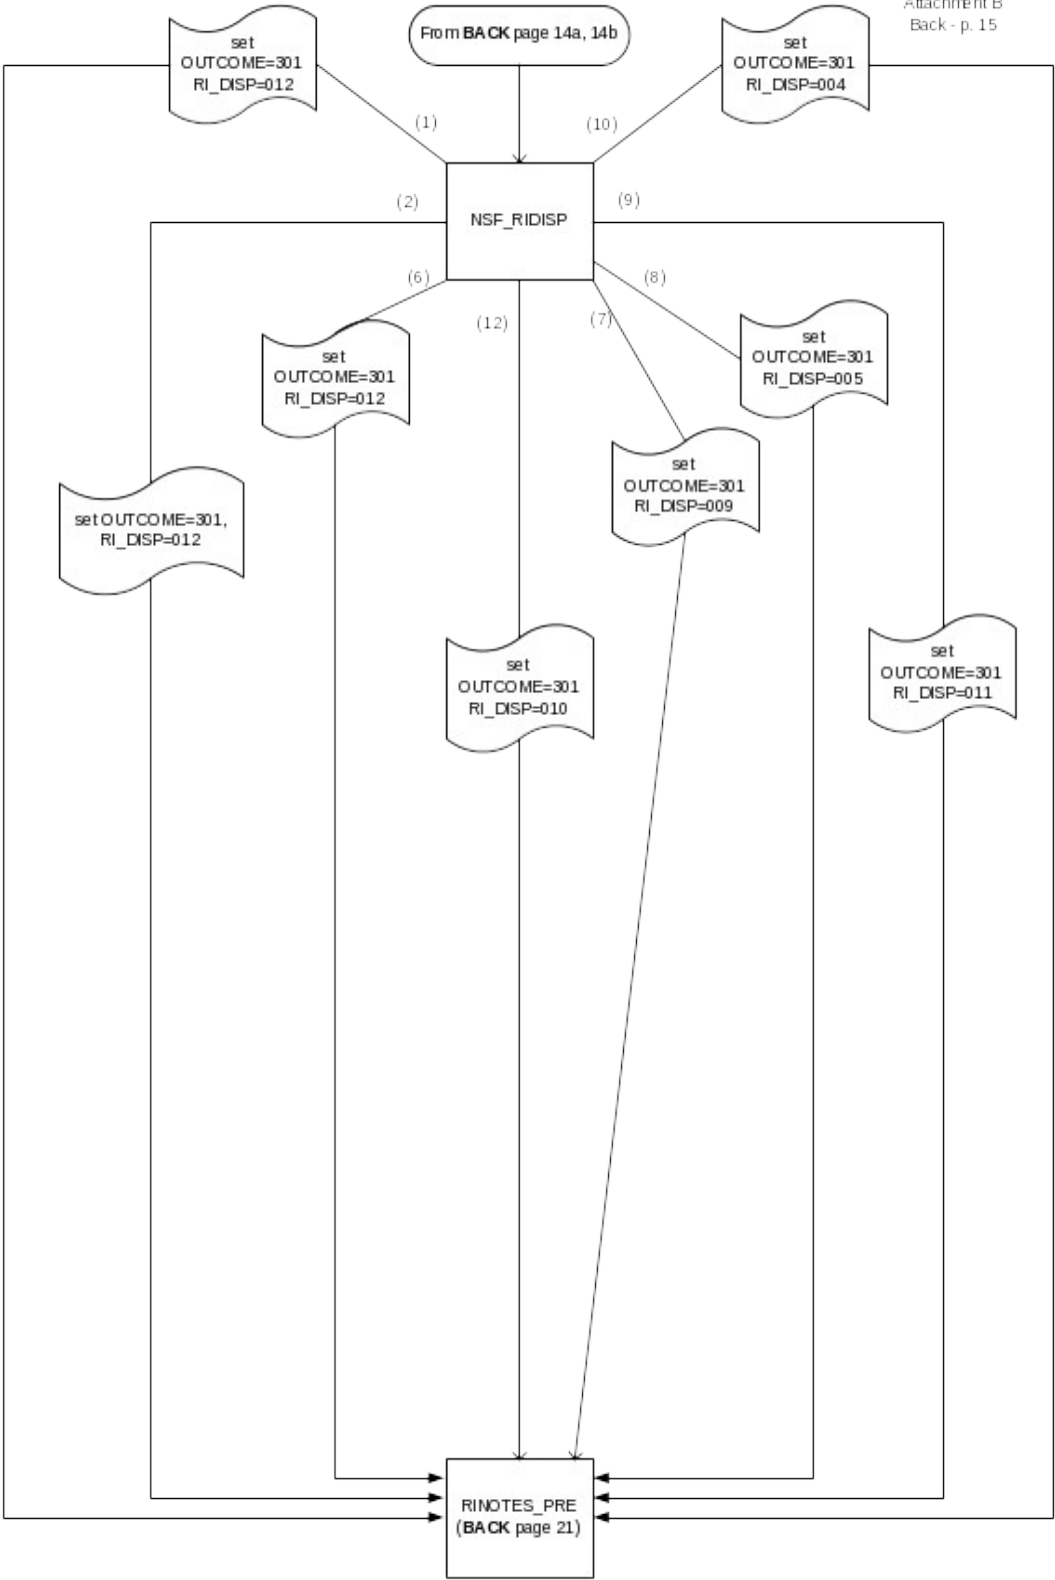 Attachment B
Back - p. 15
From BACK page 14a, 14b
set
OUTCOME=301
RI_DISP=012
set
OUTCOME=301
RI_DISP=004
(1)
(10)
(2)
(9)
NSF_RIDISP
(6)
(8)
(12)
(7)
set
OUTCOME=301
RI_DISP=012
set
OUTCOME=301
RI_DISP=005
set
OUTCOME=301
RI_DISP=009
set OUTCOME=301,
RI_DISP=012
set
OUTCOME=301
RI_DISP=010
set
OUTCOME=301
RI_DISP=011
RINOTES_PRE
(BACK page 21)